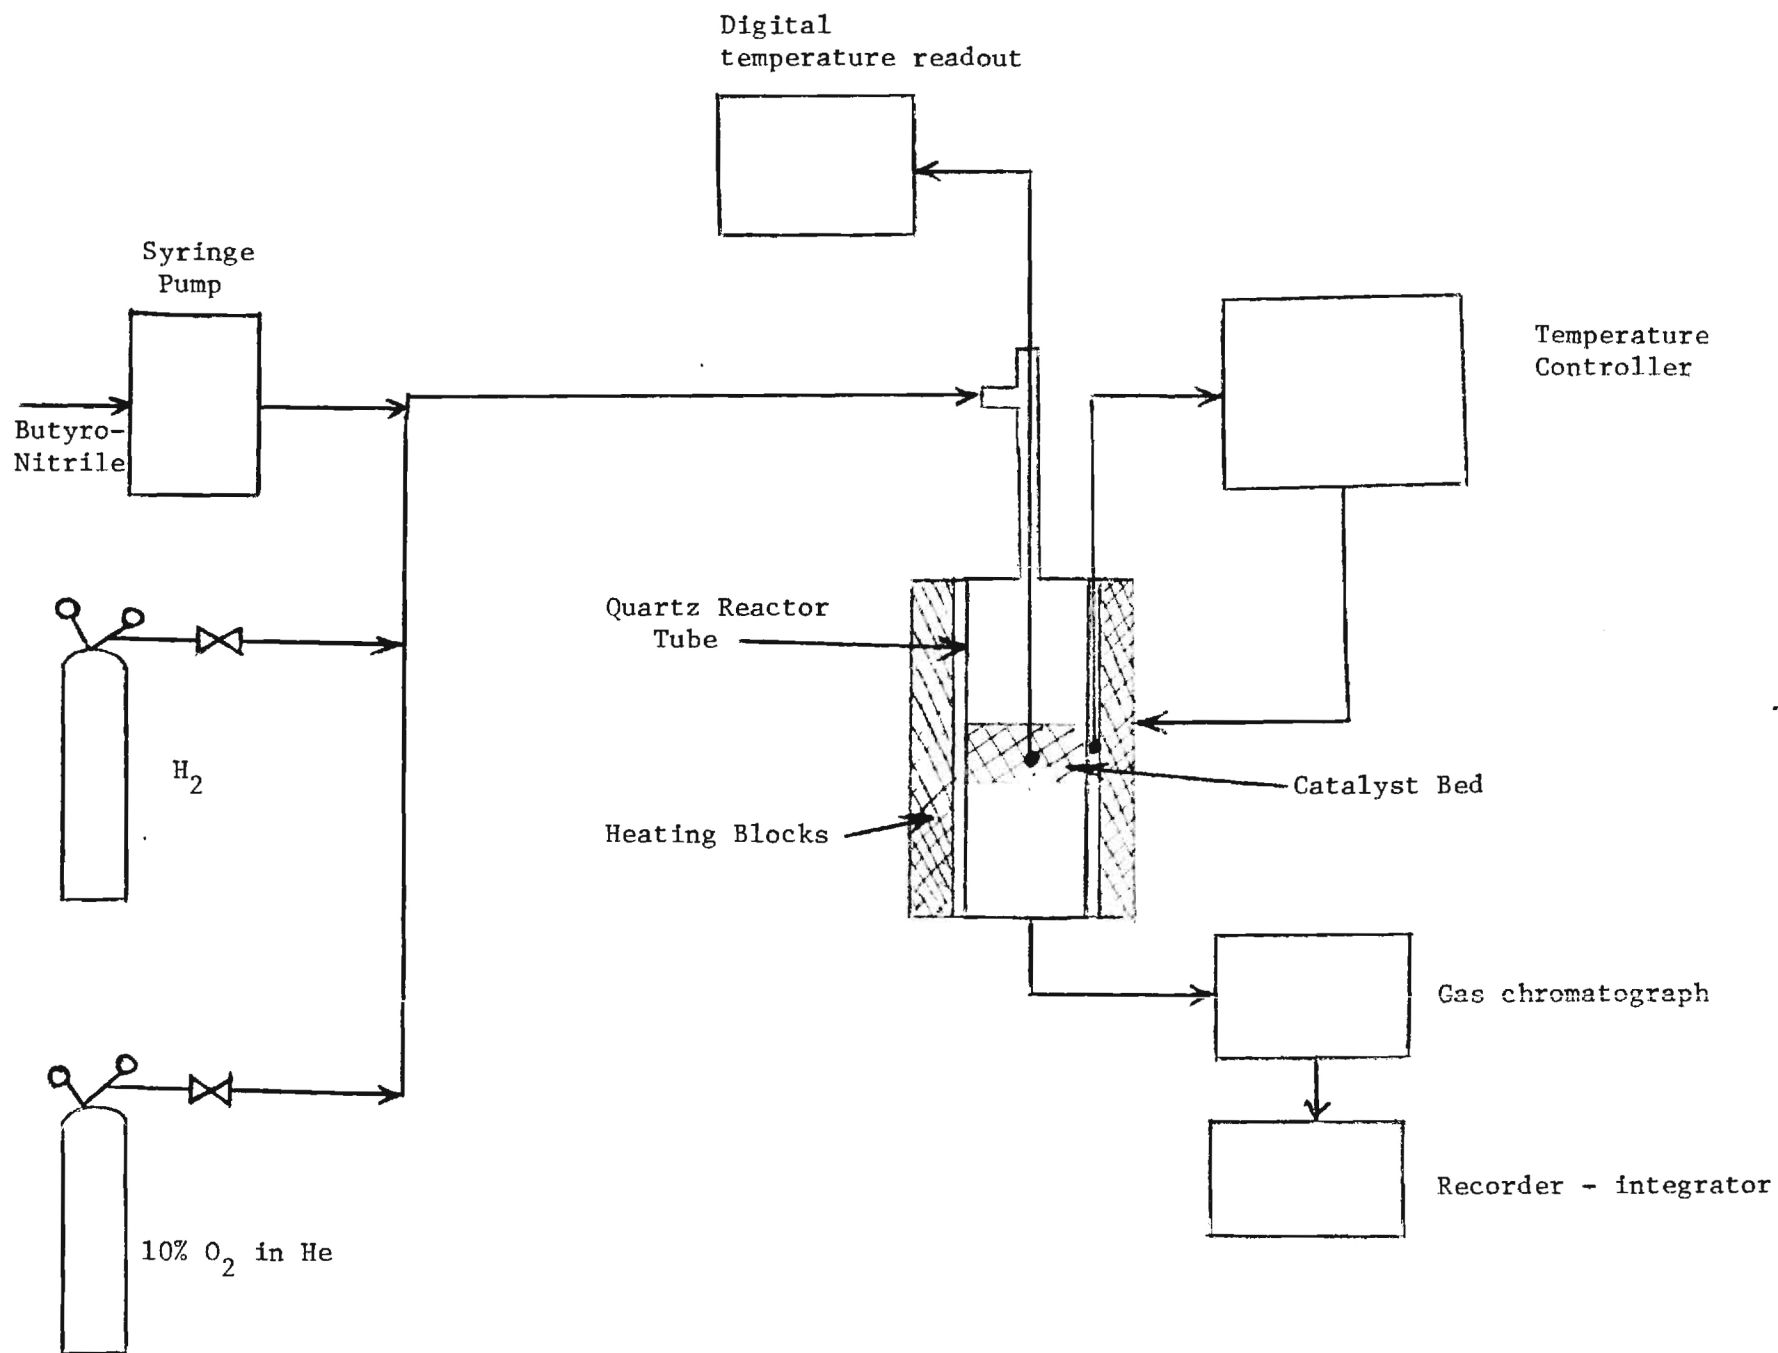 Digital
temperature readout
Syringe
Pump
Temperature
Controller
Butyro-
Nitrile
Quartz Reactor
Tube
H2
Catalyst Bed
Heating Blocks
Gas chromatograph
Recorder - integrator
10% O2 in He